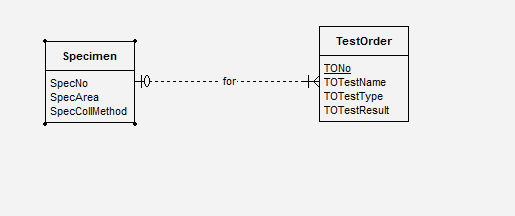 Specimen
SpecNo
SpecArea
SpecCollMethod
for
TestOrder
TONo
TOTestName
TOTestType
TOTestResult